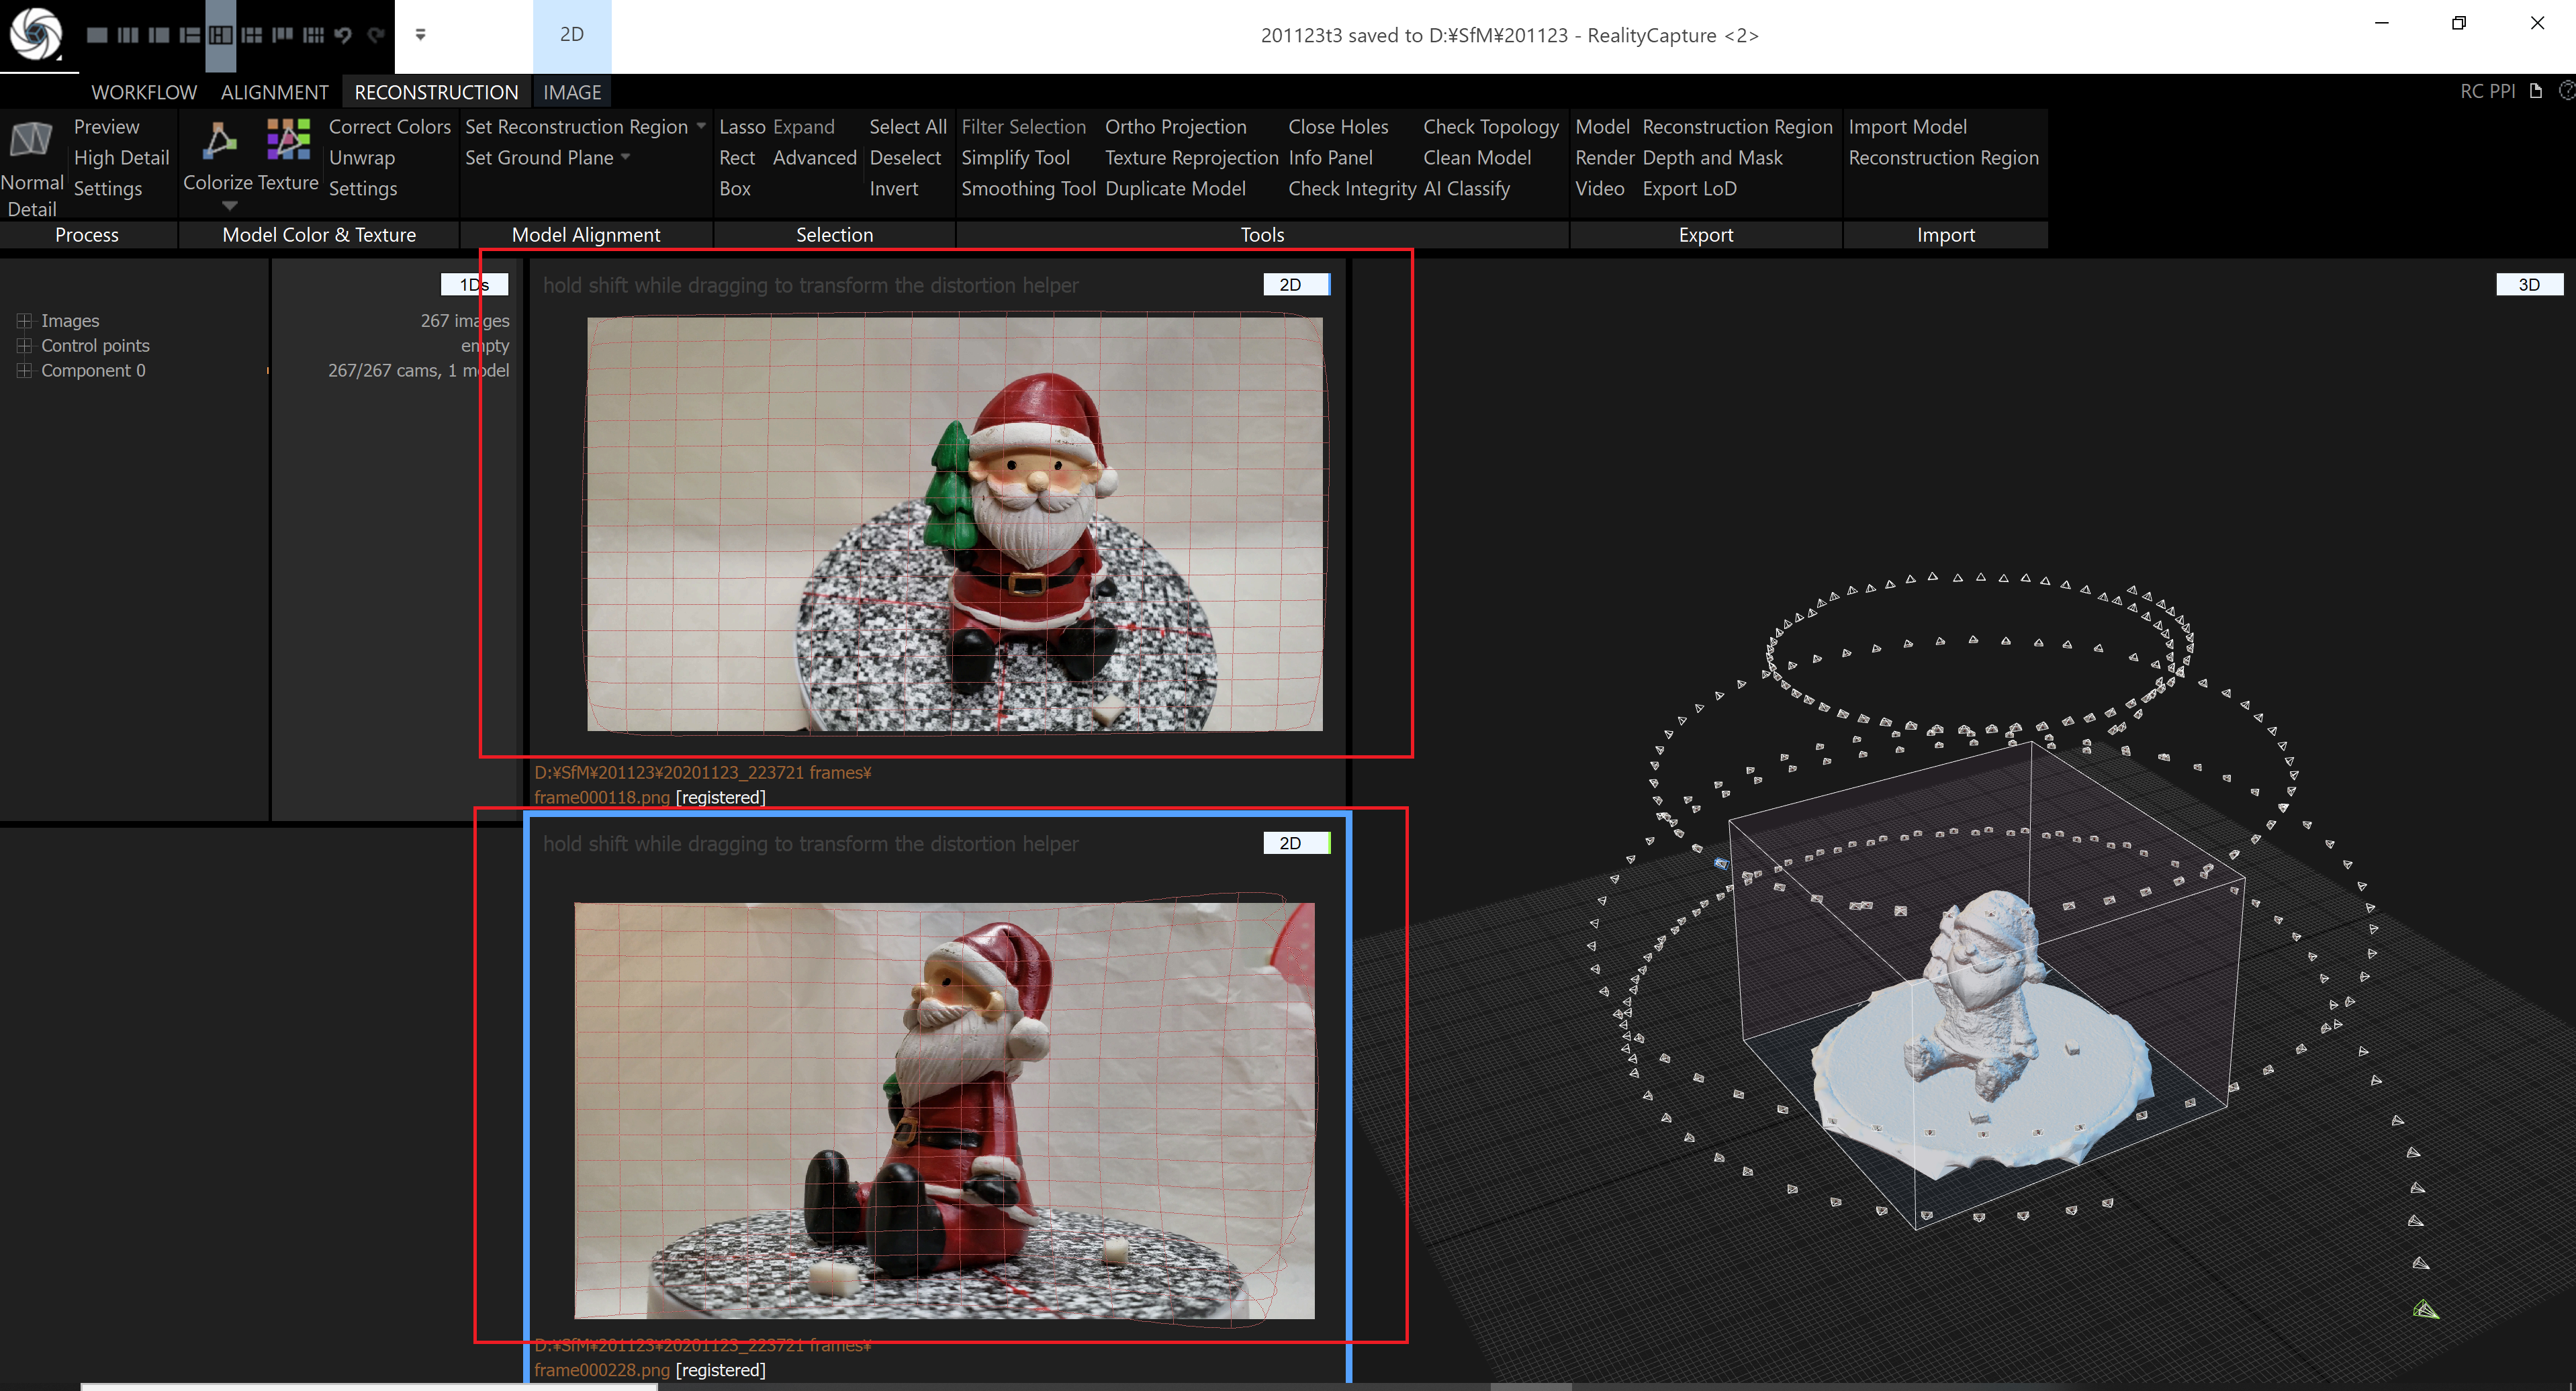 2D
201123t3 saved to D:¥SfM¥201123 - RealityCapture <2>
WORKFLOW ALIGNMENT RECONSTRUCTION IMAGE
RC PPI
Normal Detail
Preview
High Detail
Settings
Process
Colorize Texture
Correct Colors
Unwrap
Settings
Model Color & Texture
Set Reconstruction Region
Set Ground Plane
Model Alignment
Lasso Expand Select All
Rect Advanced Deselect
Box Invert
Selection
Filter Selection Ortho Projection Close Holes Check Topology
Simplify Tool Texture Reprojection Info Panel Clean Model
Smoothing Tool Duplicate Model Check Integrity AI Classify
Tools
Model Reconstruction Region
Render Depth and Mask
Video Export LoD
Export
Import Model
Reconstruction Region
Import
1Ds
Images 267 images
Control points empty
Component 0 267/267 cams, 1 model
hold shift while dragging to transform the distortion helper
2D
D:¥SfM¥201123¥20201123_223721 frames¥
frame000118.png [registered]
hold shift while dragging to transform the distortion helper
2D
D:¥SfM¥201123¥20201123_223721 frames¥
frame000228.png [registered]
3D